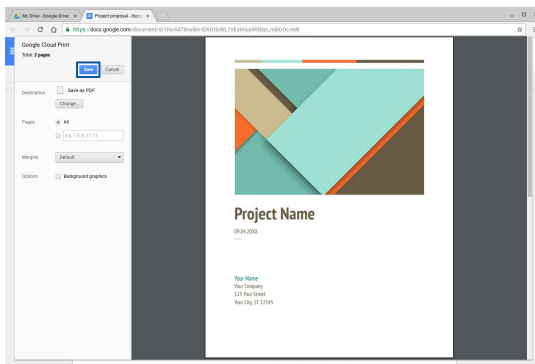 My Drive - Google Drive
Project proposal - Goog
https://docs.google.com
Google Cloud Print
Total: 2 pages
Save
Cancel
Destination
Save as PDF
Change...
Pages
All
e.g. 1-5, 8, 11-13
Margins
Default
Options
Background graphics
Project Name
09.04.20XX
Your Name
Your Company
123 Your Street
Your City, ST 12345